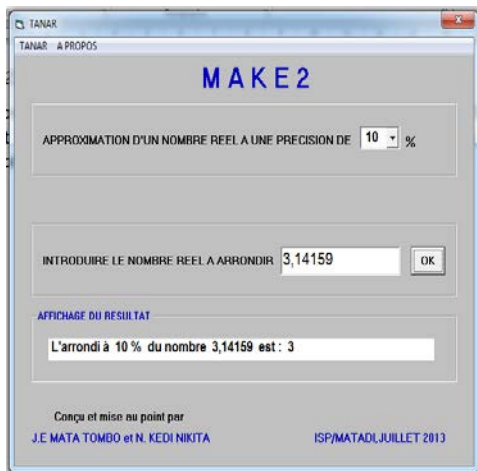 TANAR
TANAR A PROPOS
MAKE2
APPROXIMATION D'UN NOMBRE REEL A UNE PRECISION DE 10 %
INTRODUIRE LE NOMBRE REEL A ARRONDIR 3,14159 OK
AFFICHAGE DU RESULTAT
L'arrondi à 10 % du nombre 3,14159 est : 3
Conçu et mise au point par
J.E MATA TOMBO et N. KEDI NIKITA ISP/MATADI,JUILLET 2013